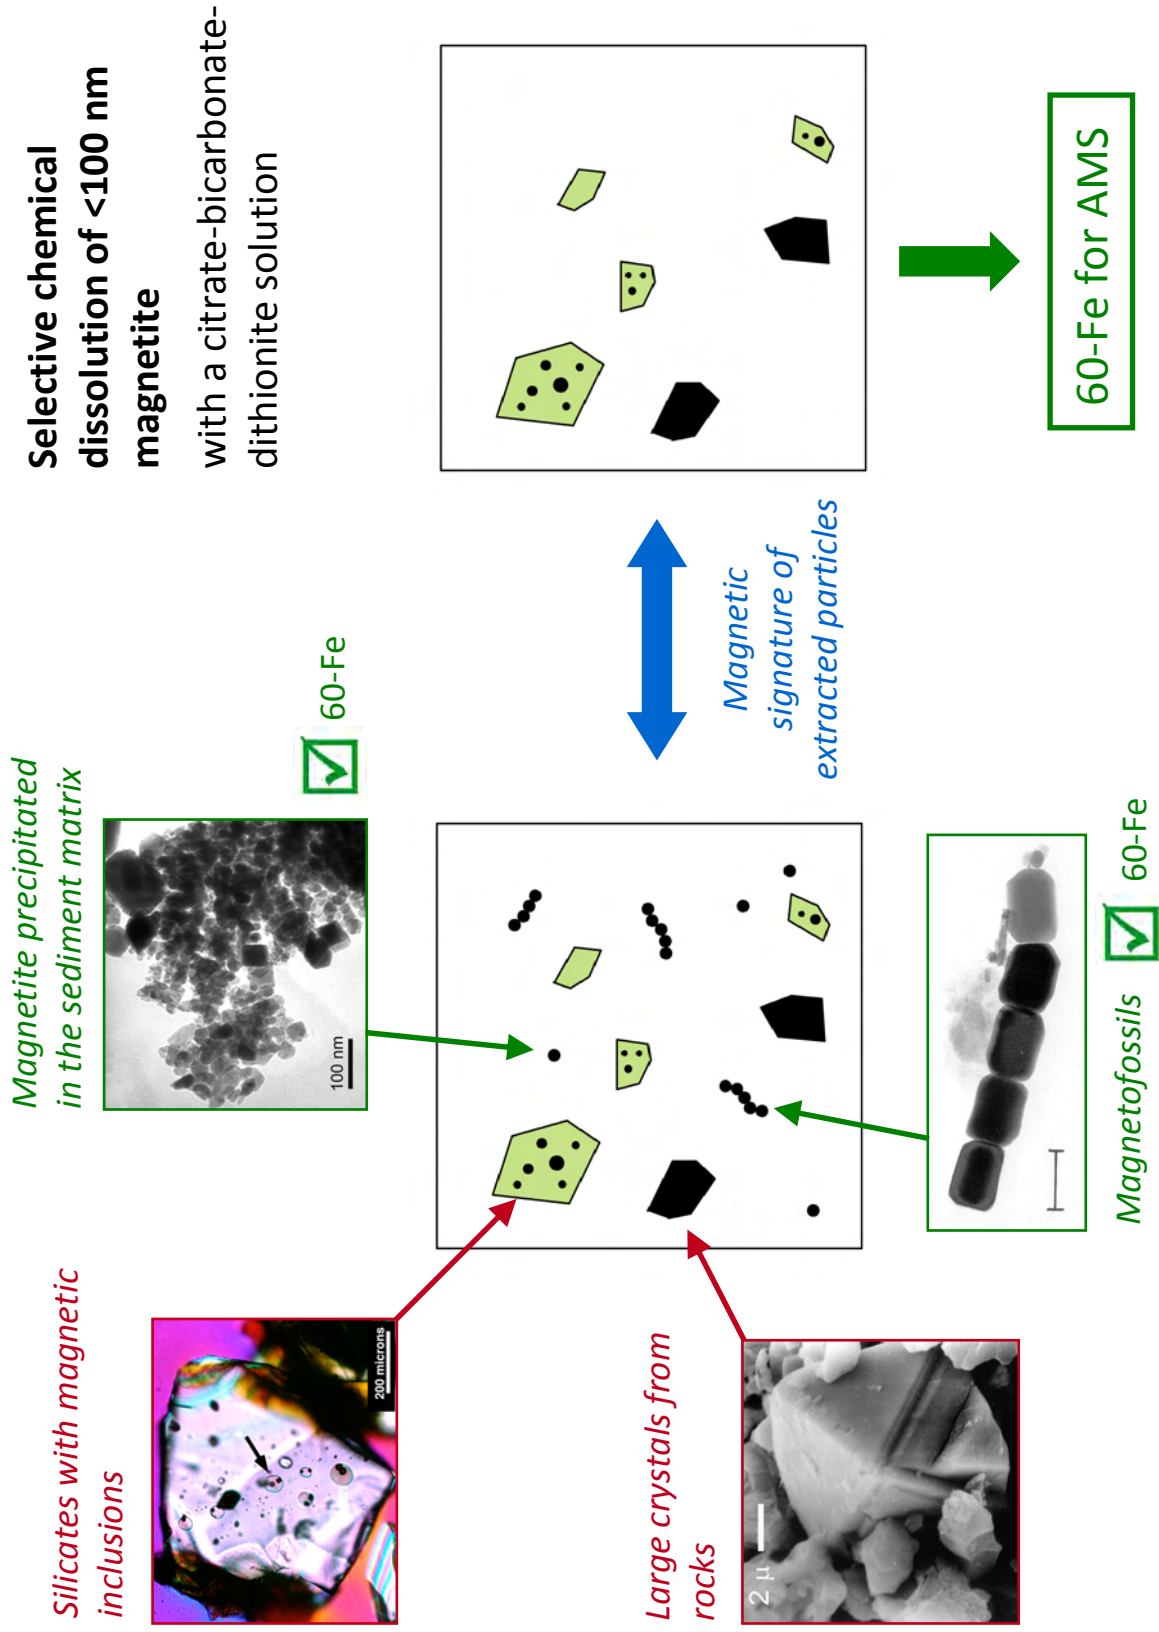 Silicates with magnetic
inclusions
200 microns
Magnetite precipitated
in the sediment matrix
100 nm
60-Fe
Selective chemical
dissolution of <100 nm
magnetite
with a citrate-bicarbonate-
dithionite solution
Large crystals from
rocks
2 µ
Magnetofossils
60-Fe
Magnetic
signature of
extracted particles
60-Fe for AMS